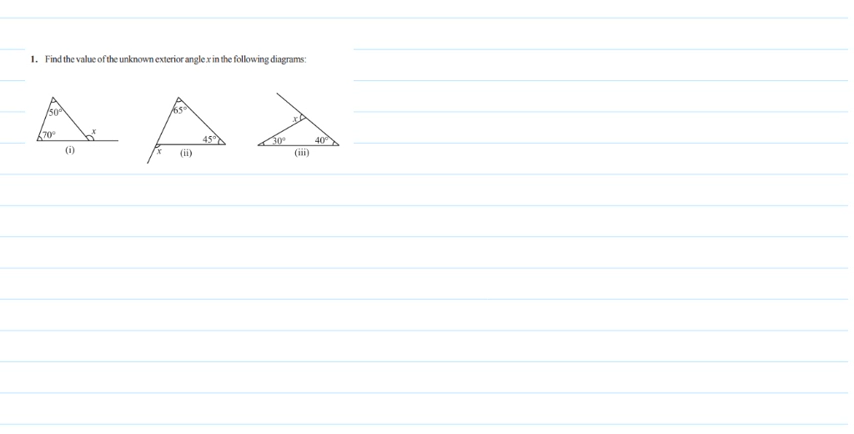 1. Find the value of the unknown exterior angle x in the following diagrams:
50°
70°
x
(i)
65°
45°
x
(ii)
x
30°
40°
(iii)